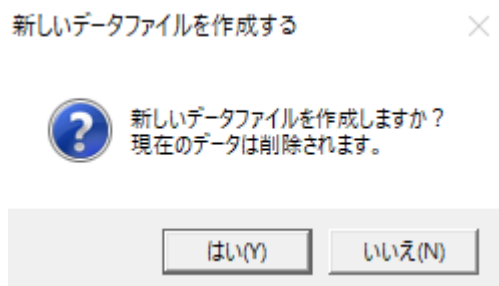 新しいデータファイルを作成する
新しいデータファイルを作成しますか？
現在のデータは削除されます。
はい(Y)
いいえ(N)